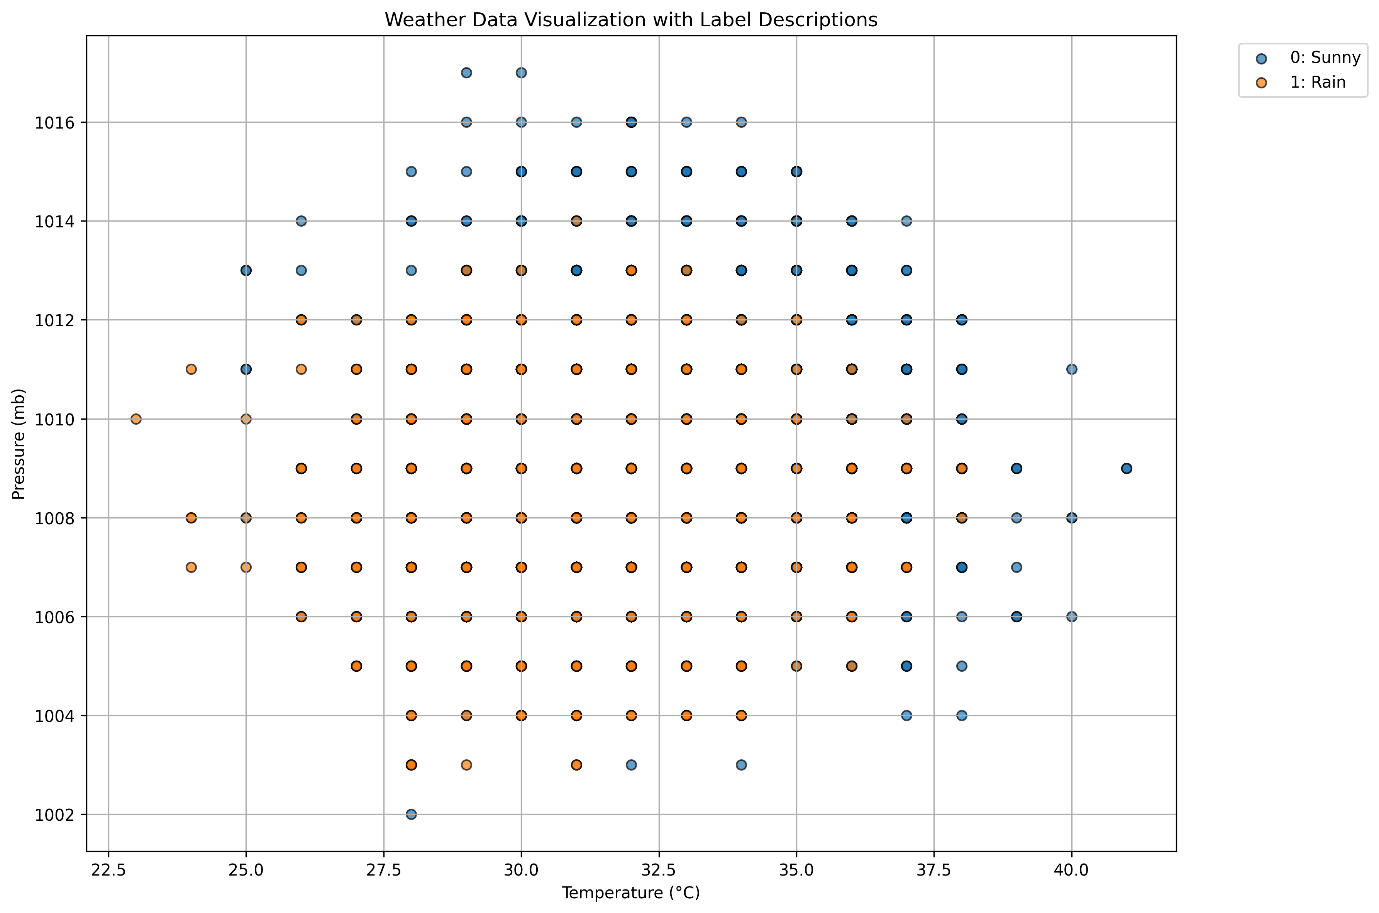 Weather Data Visualization with Label Descriptions
0: Sunny
1: Rain
Pressure (mb)
1016
1014
1012
1010
1008
1006
1004
1002
22.5 25.0 27.5 30.0 32.5 35.0 37.5 40.0
Temperature (°C)